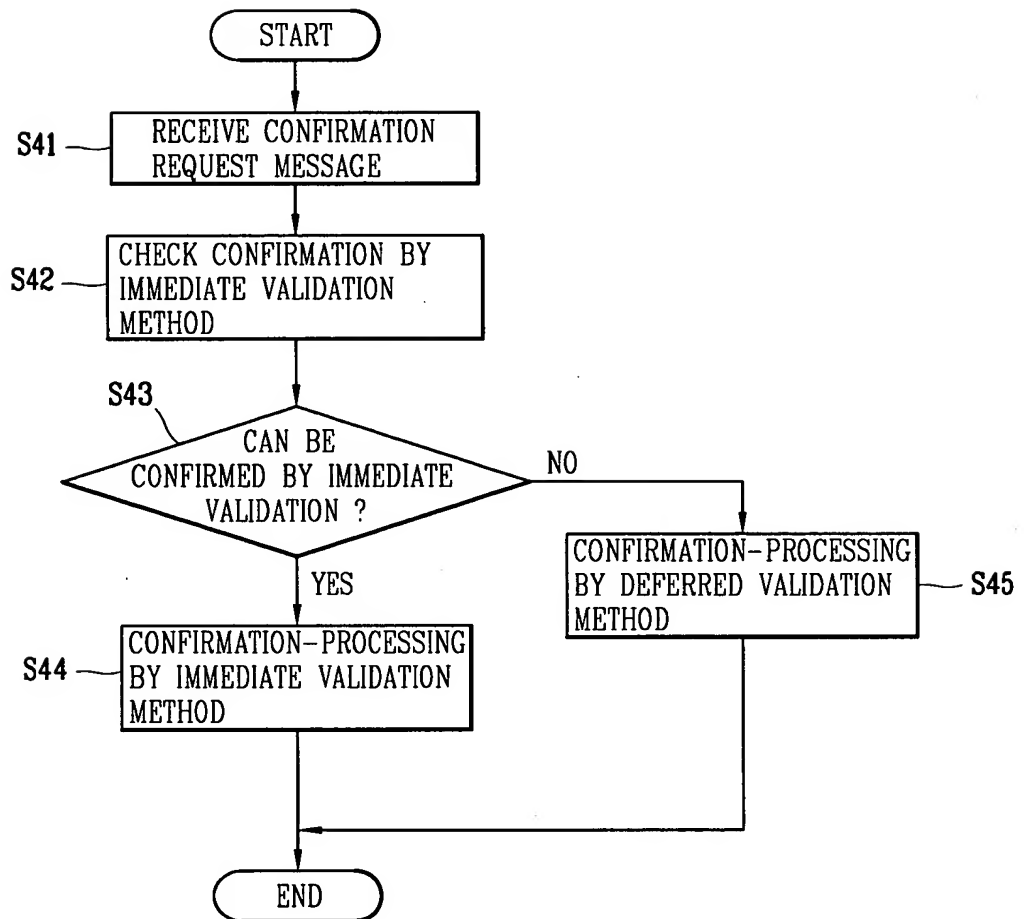 START
S41
RECEIVE CONFIRMATION
REQUEST MESSAGE
S42
CHECK CONFIRMATION BY
IMMEDIATE VALIDATION
METHOD
S43
CAN BE
CONFIRMED BY IMMEDIATE
VALIDATION ?
NO
YES
CONFIRMATION-PROCESSING
BY DEFERRED VALIDATION
METHOD
S45
S44
CONFIRMATION-PROCESSING
BY IMMEDIATE VALIDATION
METHOD
END